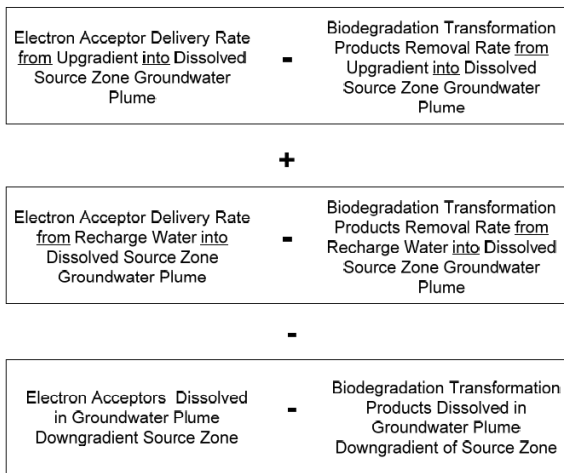 Electron Acceptor Delivery Rate
from Upgradient into Dissolved
Source Zone Groundwater
Plume
-
Biodegradation Transformation
Products Removal Rate from
Upgradient into Dissolved
Source Zone Groundwater
Plume
+
Electron Acceptor Delivery Rate
from Recharge Water into
Dissolved Source Zone
Groundwater Plume
-
Biodegradation Transformation
Products Removal Rate from
Recharge Water into Dissolved
Source Zone Groundwater
Plume
-
Electron Acceptors Dissolved
in Groundwater Plume
Downgradient Source Zone
-
Biodegradation Transformation
Products Dissolved in
Groundwater Plume
Downgradient of Source Zone